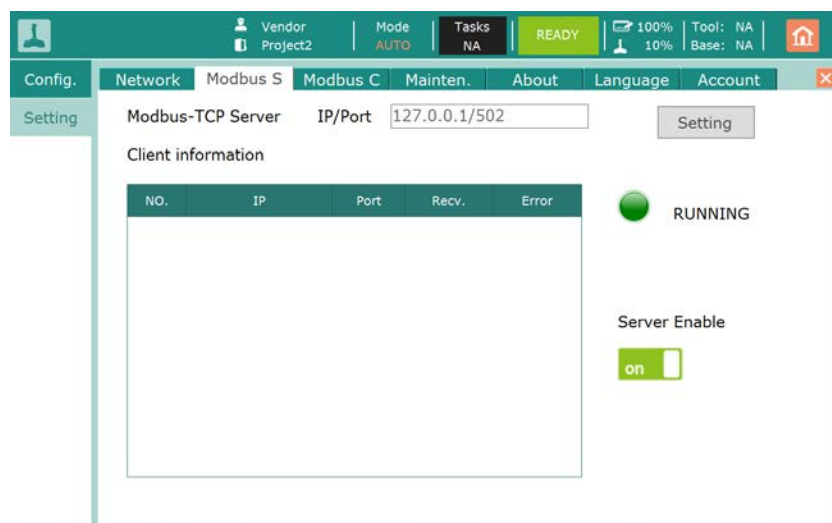 Vendor
Project2
Mode
AUTO
Tasks
NA
READY
100%
10%
Tool: NA
Base: NA
Config.
Network
Modbus S
Modbus C
Mainten.
About
Language
Account
Setting
Modbus-TCP Server
IP/Port
127.0.0.1/502
Setting
Client information
NO.
IP
Port
Recv.
Error
RUNNING
Server Enable
on